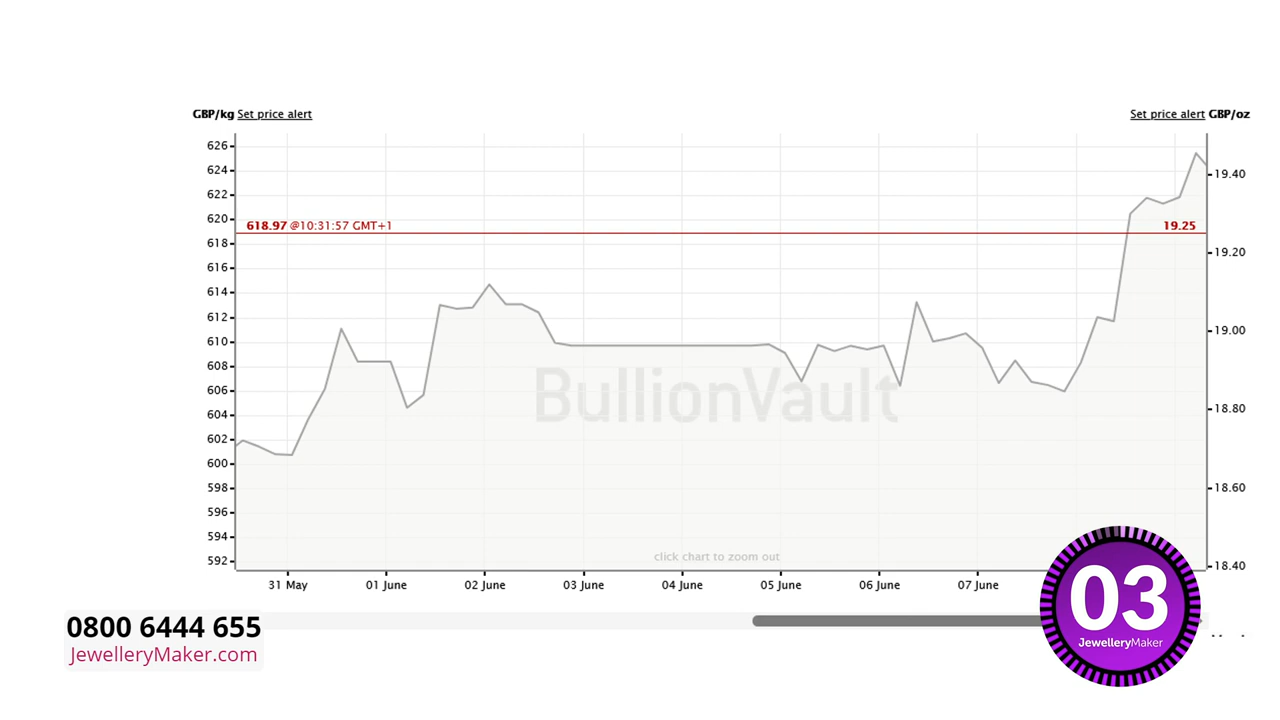 GBP/kg Set price alert
Set price alert GBP/oz
626
624
622
620
618
616
614
612
610
608
606
604
602
600
598
596
594
592
618.97 @10:31:57 GMT+1
19.25
19.40
19.20
19.00
18.80
18.60
18.40
BullionVault
click chart to zoom out
31 May
01 June
02 June
03 June
04 June
05 June
06 June
07 June
03
JewelleryMaker
0800 6444 655
JewelleryMaker.com